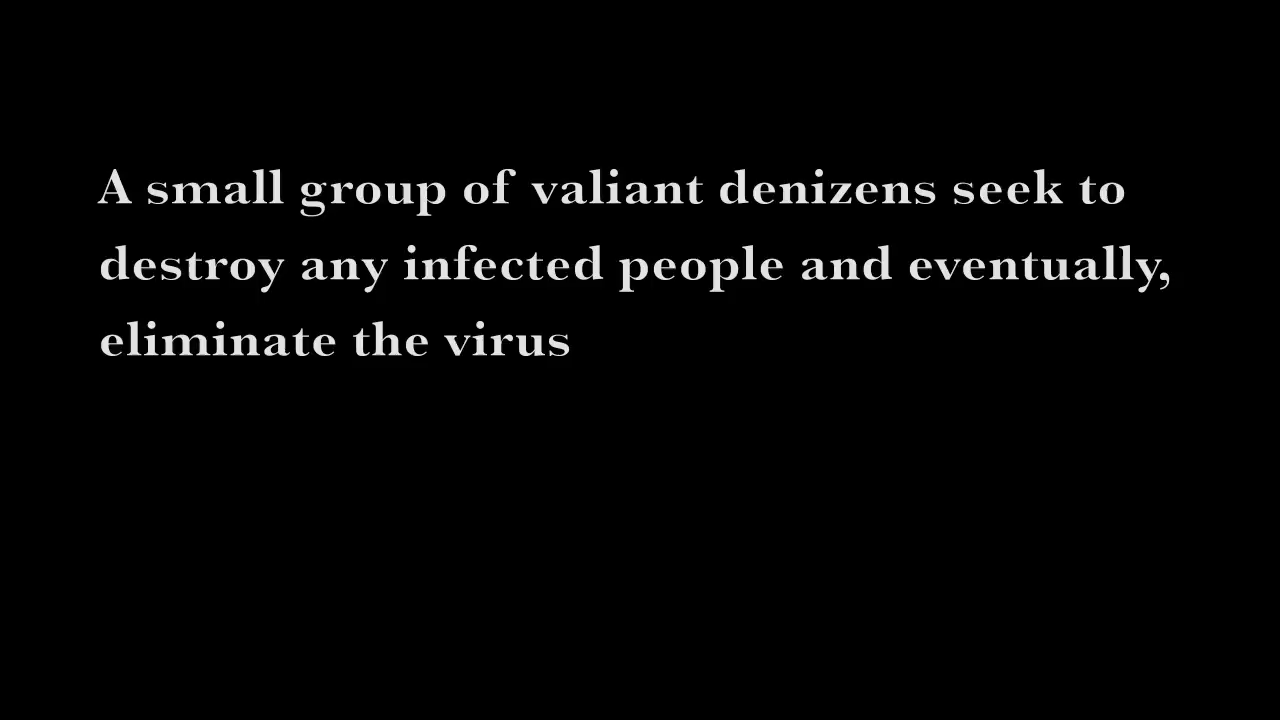 A small group of valiant denizens seek to
destroy any infected people and eventually,
eliminate the virus